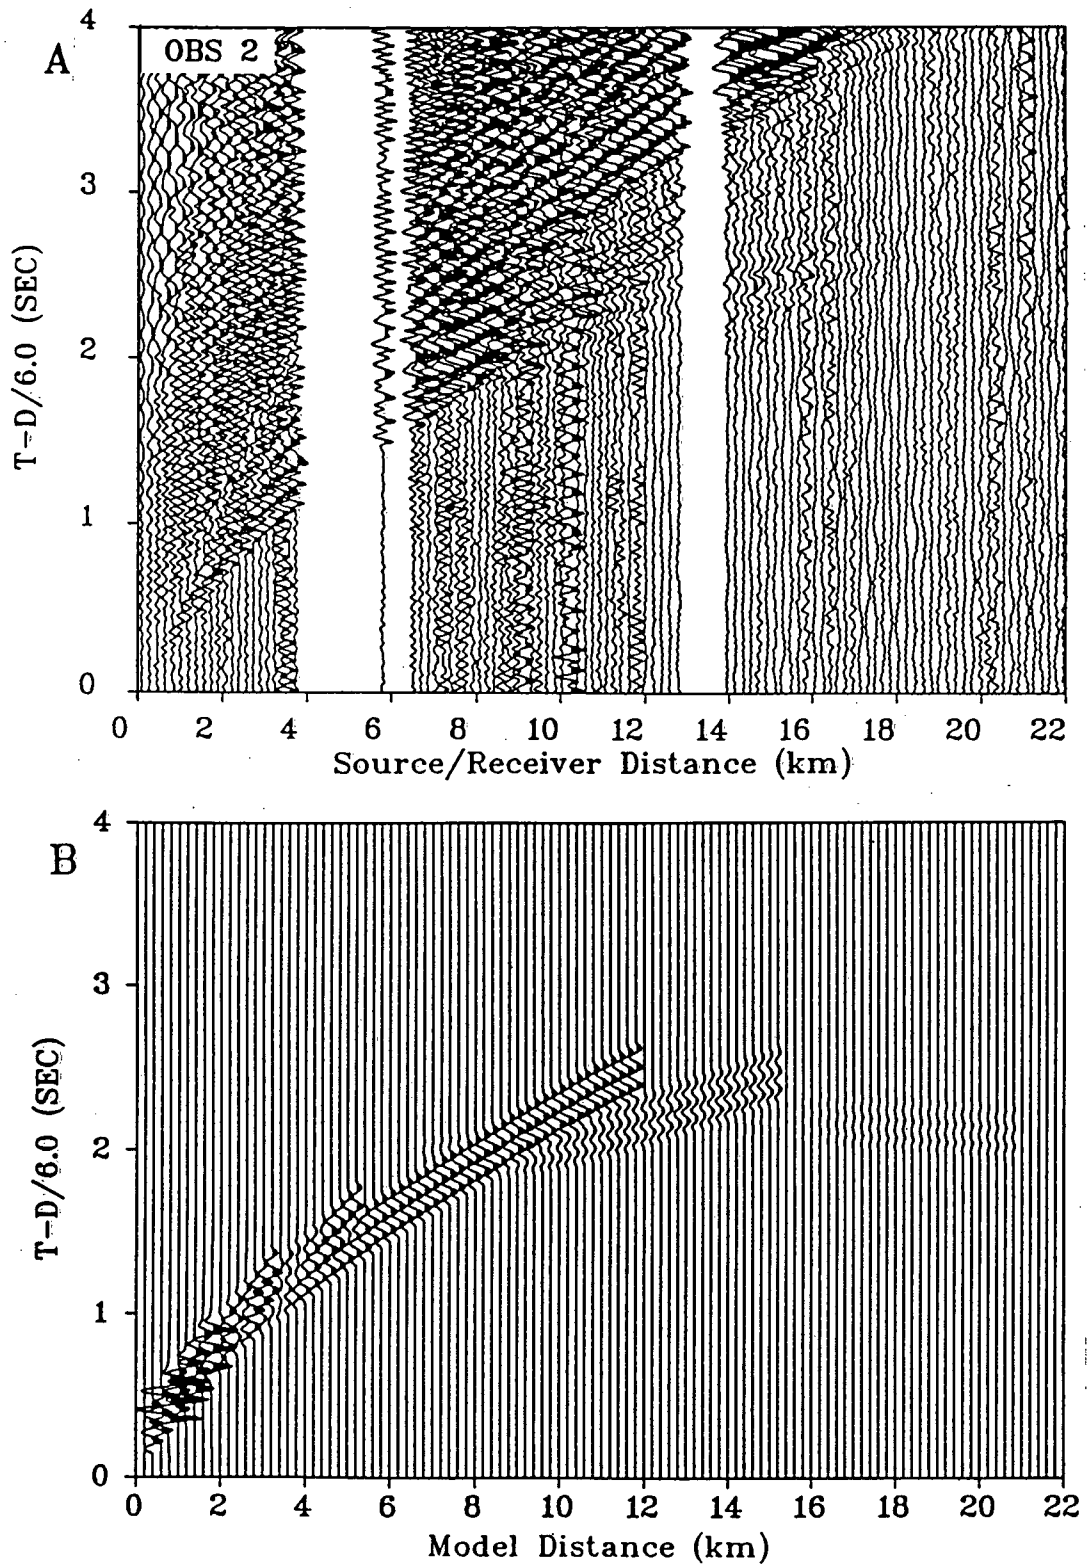 A
OBS 2
4
3
2
1
0
T-D/6.0 (SEC)
0 2 4 6 8 10 12 14 16 18 20 22
Source/Receiver Distance (km)
B
4
3
2
1
0
T-D/6.0 (SEC)
0 2 4 6 8 10 12 14 16 18 20 22
Model Distance (km)